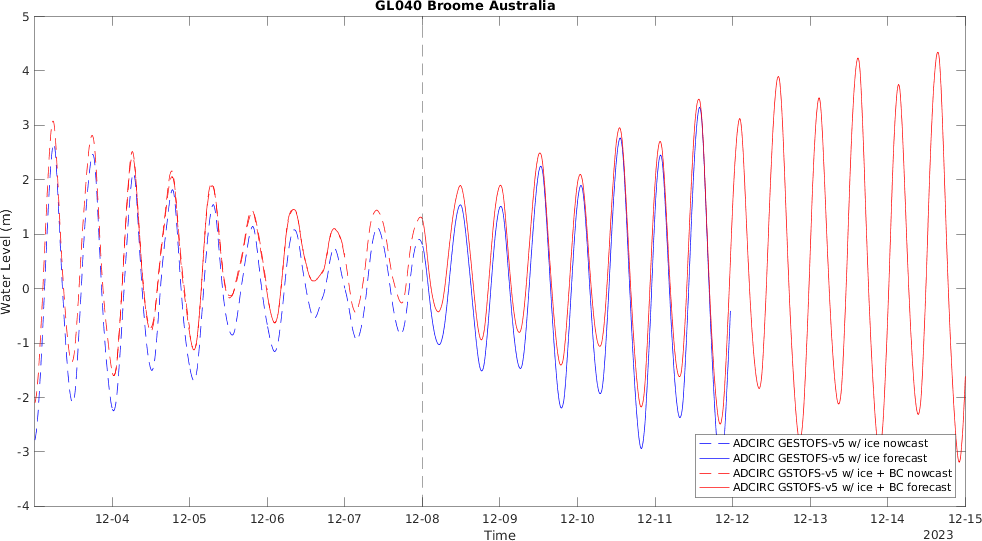 GL040 Broome Australia
5
4
3
2
1
0
-1
-2
-3
-4
Water Level (m)
ADCIRC GESTOFS-v5 w/ ice nowcast
ADCIRC GESTOFS-v5 w/ ice forecast
ADCIRC GSTOFS-v5 w/ ice + BC nowcast
ADCIRC GSTOFS-v5 w/ ice + BC forecast
12-04 12-05 12-06 12-07 12-08 12-09 12-10 12-11 12-12 12-13 12-14 12-15
Time
2023